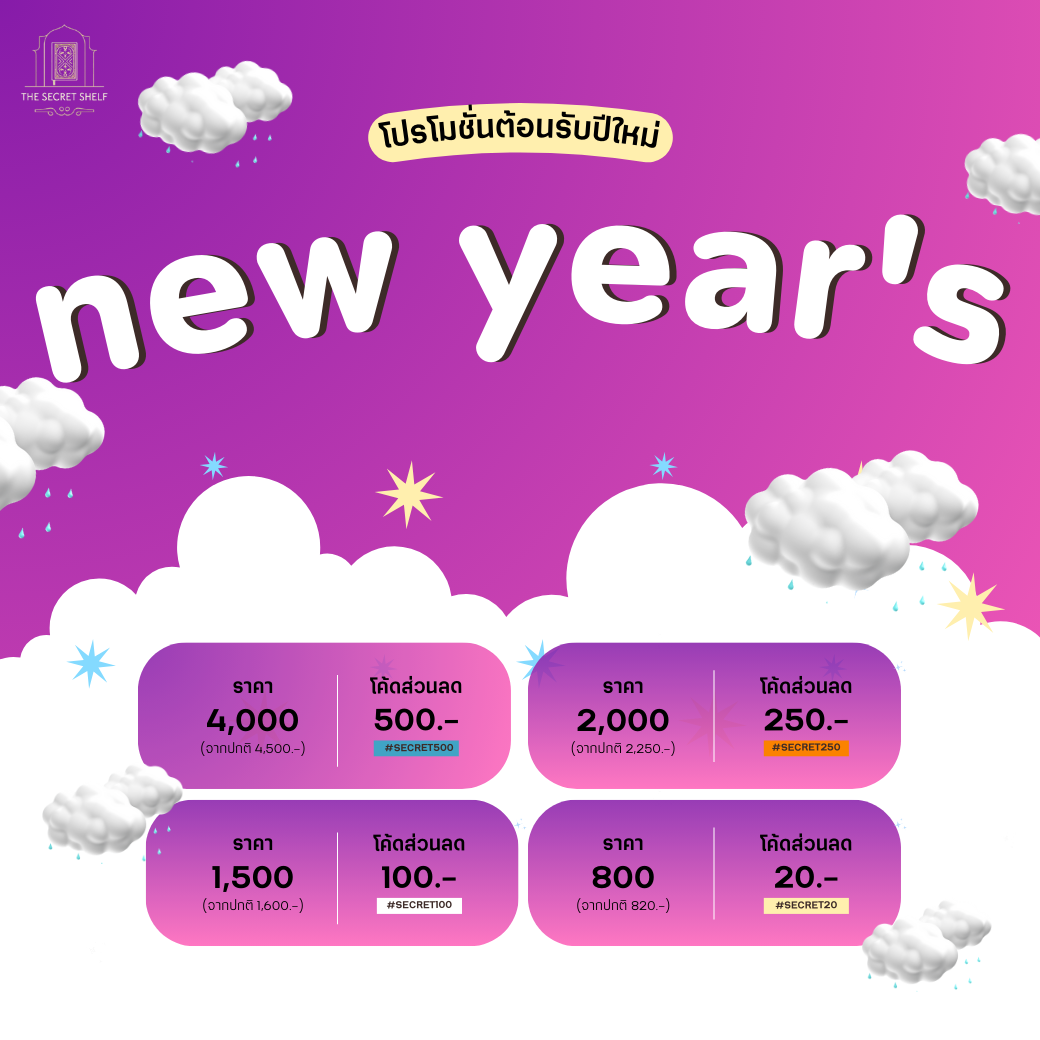 THE SECRET SHELF
โปรโมชั่นต้อนรับปีใหม่
new year's
ราคา
4,000
(จากปกติ 4,500.-)
โค้ดส่วนลด
500.-
#SECRET500
ราคา
2,000
(จากปกติ 2,250.-)
โค้ดส่วนลด
250.-
#SECRET250
ราคา
1,500
(จากปกติ 1,600.-)
โค้ดส่วนลด
100.-
#SECRET100
ราคา
800
(จากปกติ 820.-)
โค้ดส่วนลด
20.-
#SECRET20